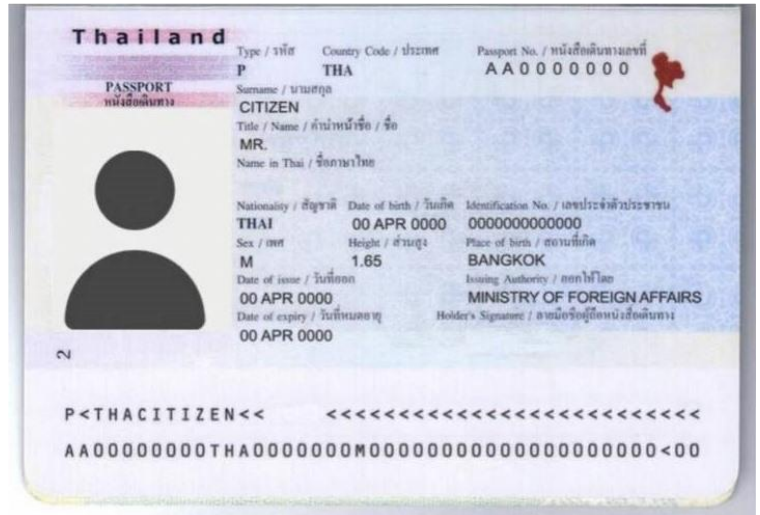 Thailand
PASSPORT
หนังสือเดินทาง
Type / รหัส Country Code / ประเทศ Passport No. / หนังสือเดินทางเลขที่
P THA AA0000000
Surname / นามสกุล
CITIZEN
Title / Name / คำนำหน้าชื่อ / ชื่อ
MR.
Name in Thai / ชื่อภาษาไทย
Nationality / สัญชาติ Date of birth / วันเกิด Identification No. / เลขประจำตัวประชาชน
THAI 00 APR 0000 0000000000000
Sex / เพศ Height / ส่วนสูง Place of birth / สถานที่เกิด
M 1.65 BANGKOK
Date of issue / วันที่ออก Issuing Authority / ออกให้โดย
00 APR 0000 MINISTRY OF FOREIGN AFFAIRS
Date of expiry / วันที่หมดอายุ Holder's Signature / ลายมือชื่อผู้ถือหนังสือเดินทาง
00 APR 0000
2
P<THACITIZEN<< <<<<<<<<<<<<<<<<<<<<<<<<<<
AA00000000THA0000000M000000000000000000000<00